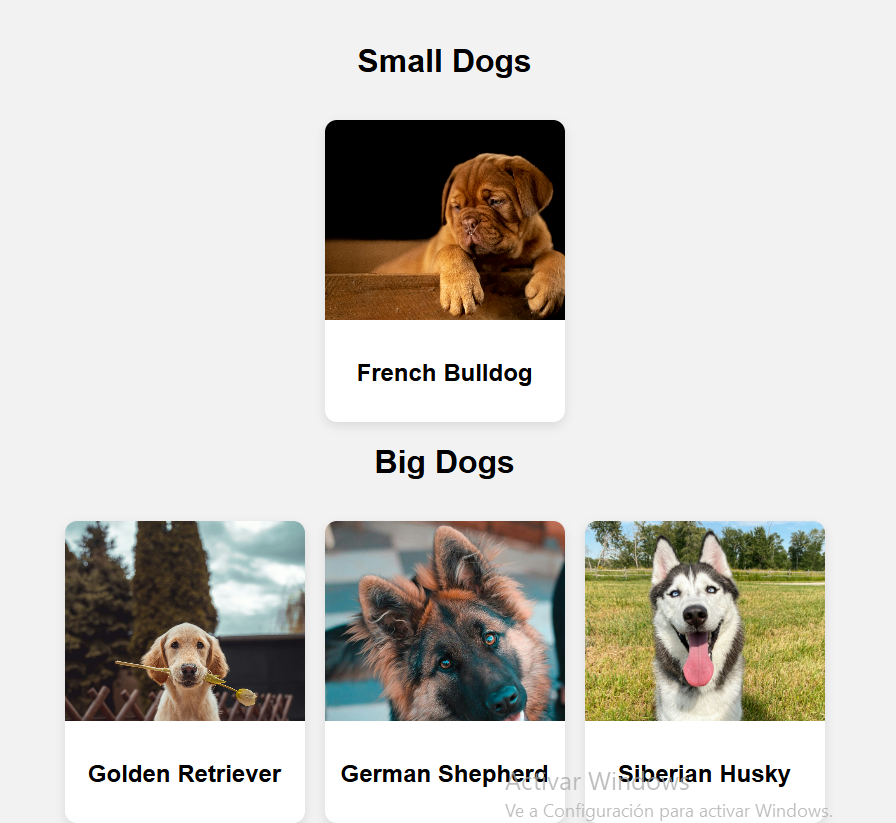 Small Dogs
French Bulldog
Big Dogs
Golden Retriever
German Shepherd
Siberian Husky
Activar Windows
Ve a Configuración para activar Windows.